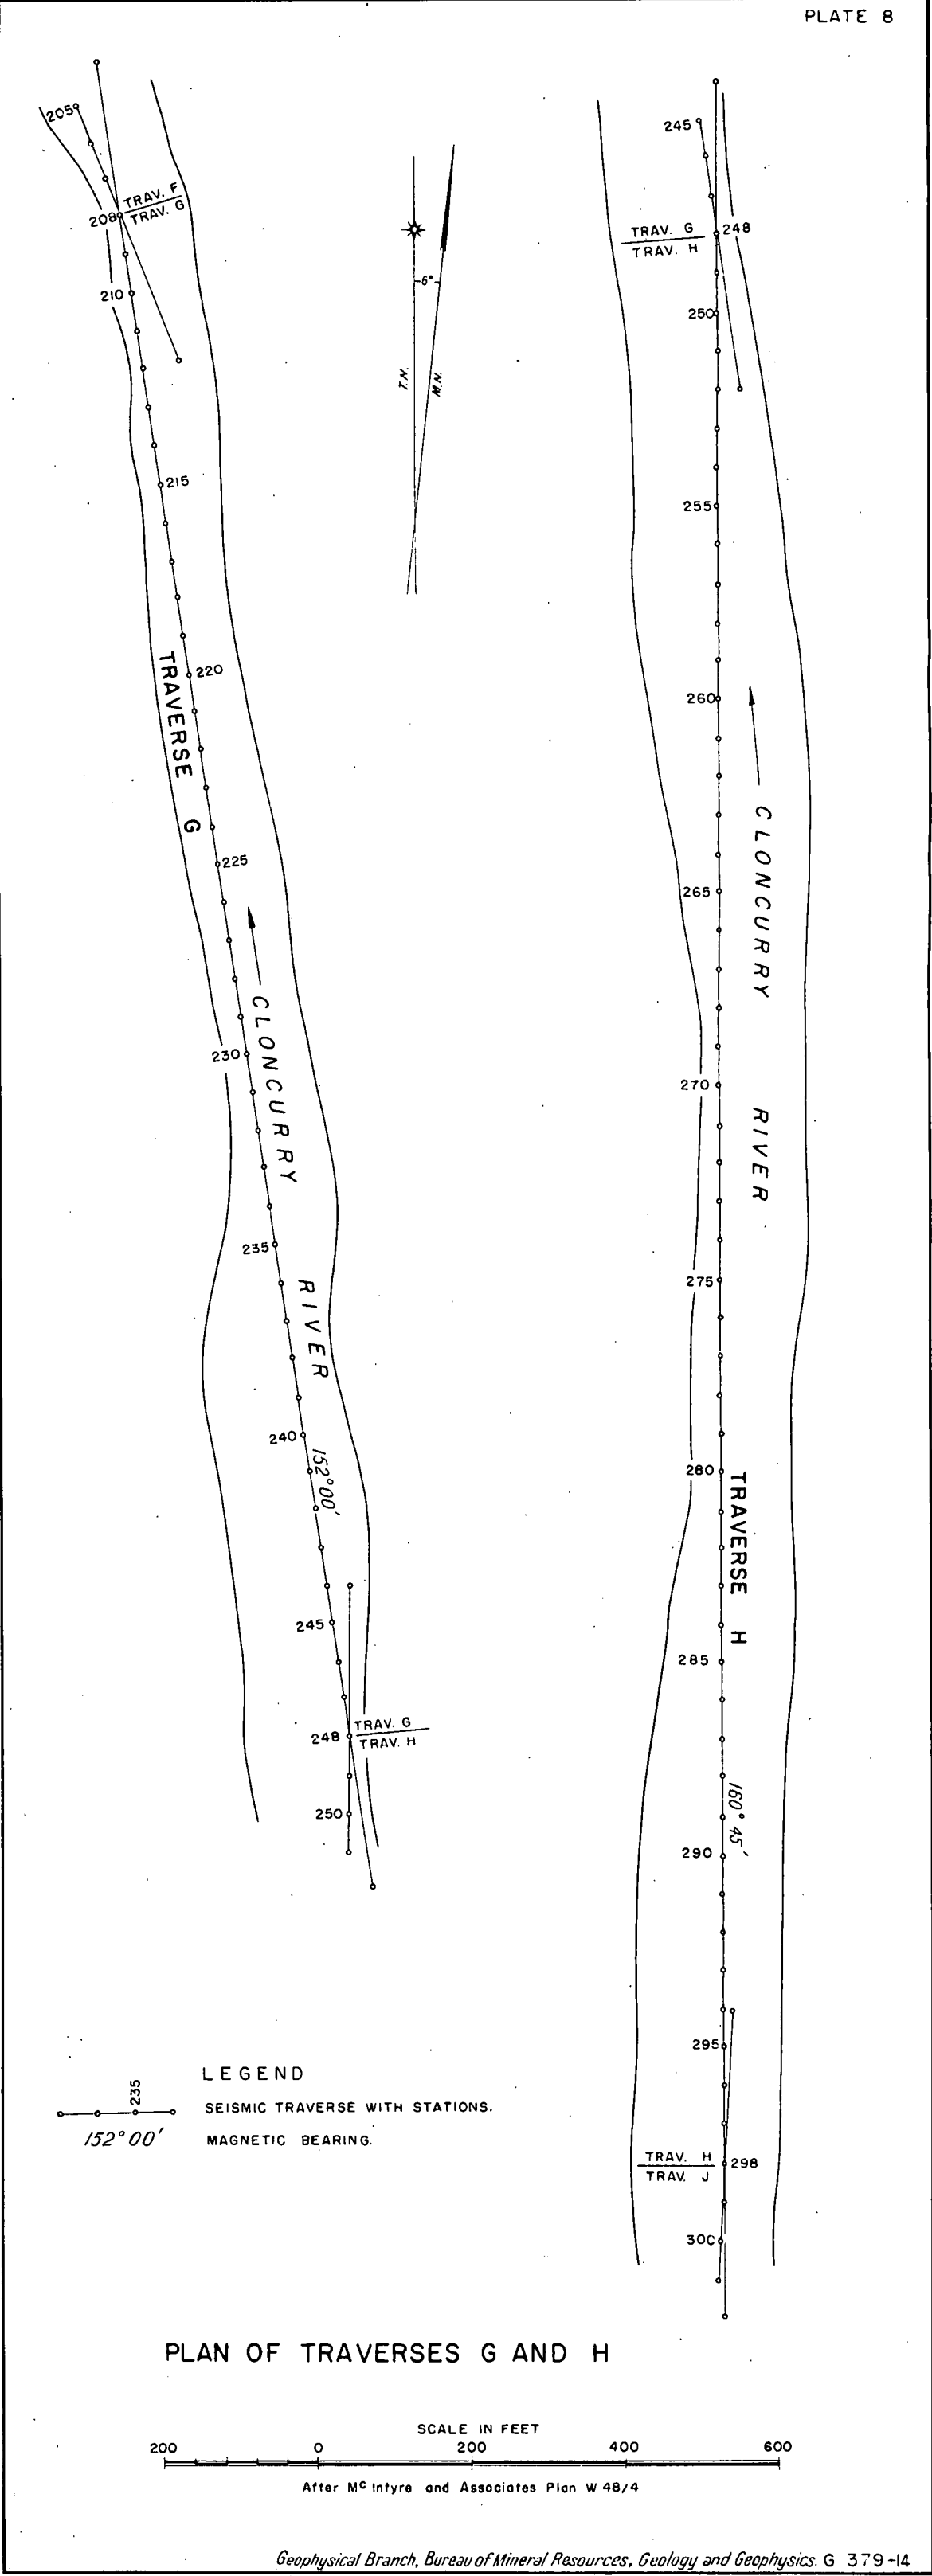 PLATE 8
205
TRAV. F
208
TRAV. G
210
215
220
TRAVERSE G
225
CLONCURRY RIVER
230
235
240
152°00'
245
248
TRAV. G
TRAV. H
250
6°
N.T.
N.M.
245
TRAV. G
248
TRAV. H
250
255
260
CLONCURRY RIVER
265
270
275
280
TRAVERSE H
285
160°45'
290
295
TRAV. H
298
TRAV. J
300
LEGEND
235
SEISMIC TRAVERSE WITH STATIONS.
152°00' MAGNETIC BEARING.
PLAN OF TRAVERSES G AND H
SCALE IN FEET
200 0 200 400 600
After Mc Intyre and Associates Plan W 48/4
Geophysical Branch, Bureau of Mineral Resources, Geology and Geophysics. G 379-14